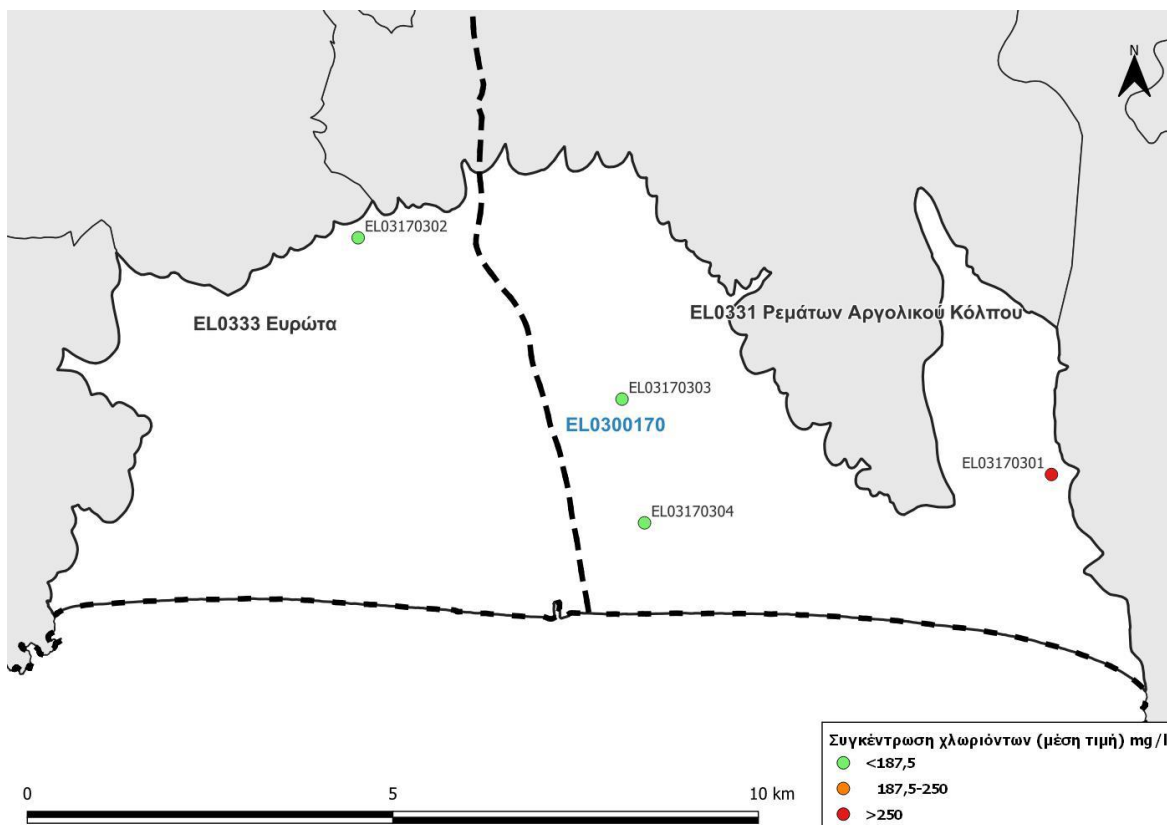 N
EL03170302
EL0333 Ευρώτα
EL0331 Ρεμάτων Αργολικού Κόλπου
EL03170303
EL0300170
EL03170301
EL03170304
Συγκέντρωση χλωριόντων (μέση τιμή) mg/l
<187,5
187,5-250
>250
0 5 10 km